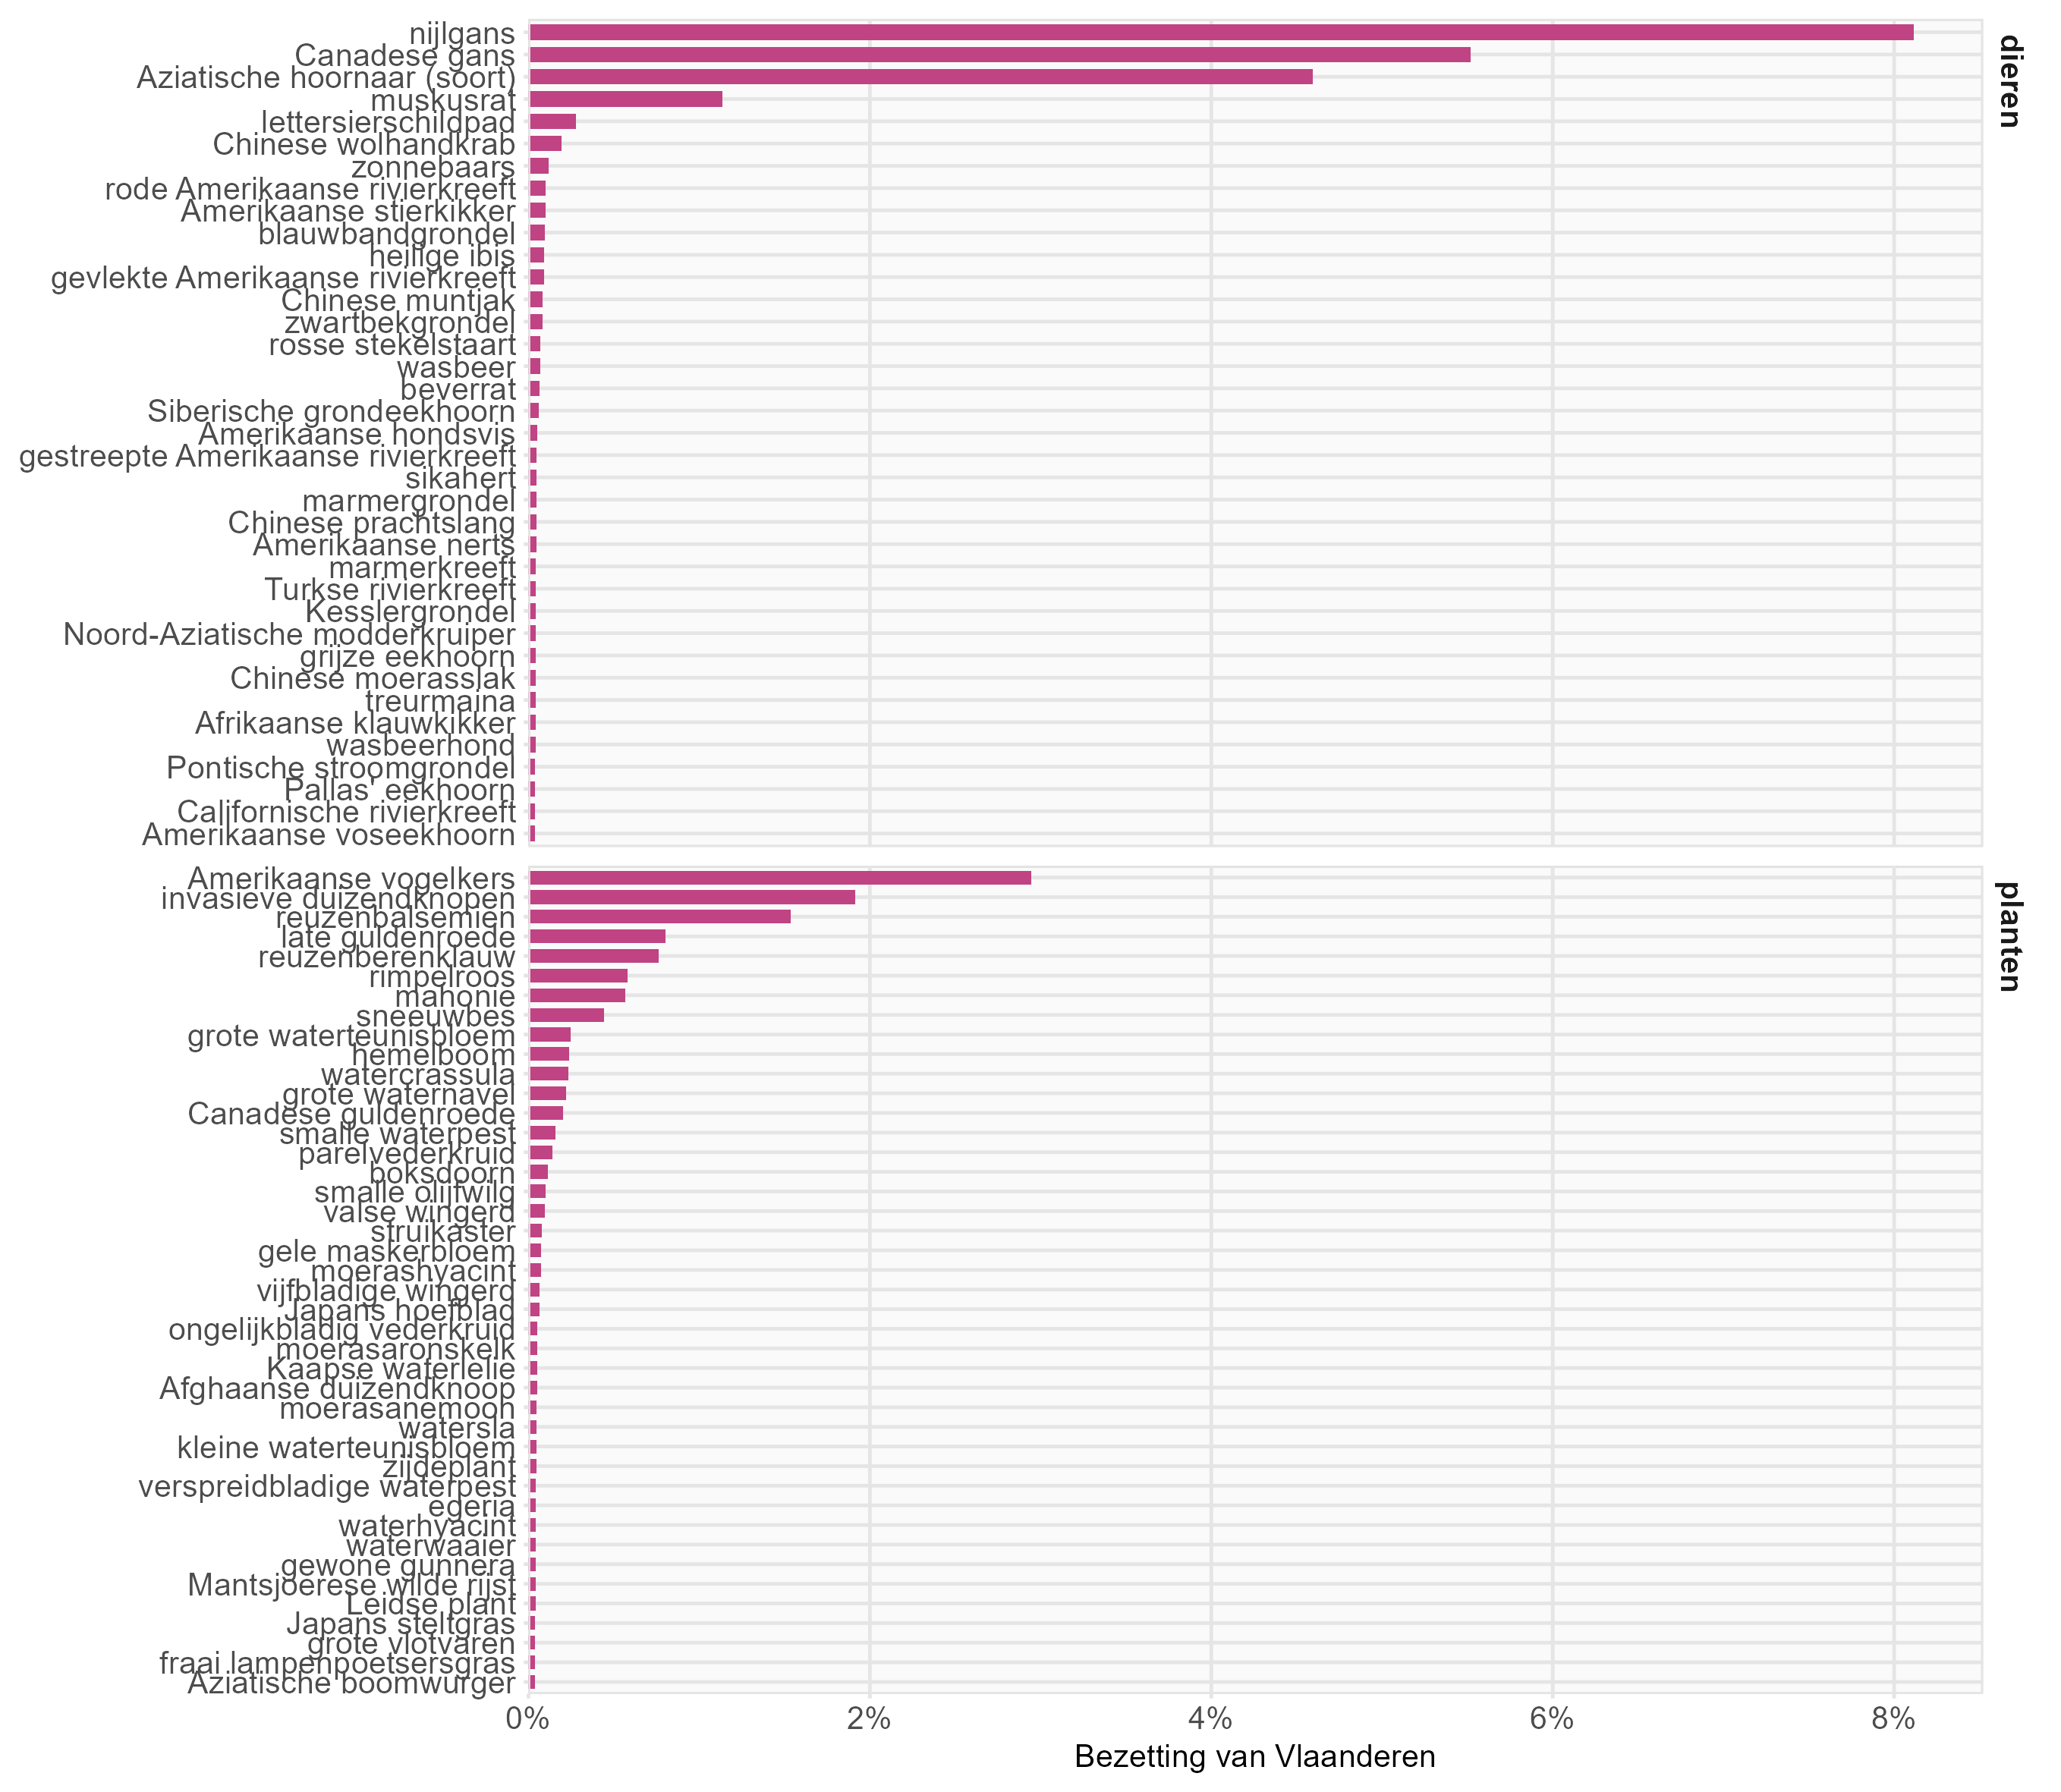 dieren
nijlgans
Canadese gans
Aziatische hoornaar (soort)
muskusrat
lettersierschildpad
Chinese wolhandkrab
zonnebaars
rode Amerikaanse rivierkreeft
Amerikaanse stierkikker
blauwbandgrondel
heilige ibis
gevlekte Amerikaanse rivierkreeft
Chinese muntjak
zwartbekgrondel
rosse stekelstaart
wasbeer
beverrat
Siberische grondeekhoorn
Amerikaanse hondsvis
gestreepte Amerikaanse rivierkreeft
sikahert
marmergrondel
Chinese prachtslang
Amerikaanse nerts
marmerkreeft
Turkse rivierkreeft
Kesslergrondel
Noord-Aziatische modderkruiper
grijze eekhoorn
Chinese moerasslak
treurmaina
Afrikaanse klauwkikker
wasbeerhond
Pontische stroomgrondel
Pallas' eekhoorn
Californische rivierkreeft
Amerikaanse voseekhoorn
planten
Amerikaanse vogelkers
invasieve duizendknopen
reuzenbalsemien
late guldenroede
reuzenberenklauw
rimpelroos
mahonie
sneeuwbes
grote waterteunisbloem
hemelboom
watercrassula
grote waternavel
Canadese guldenroede
smalle waterpest
parelvederkruid
boksdoorn
smalle olijfwilg
valse wingerd
struikaster
gele maskerbloem
moerashyacint
vijfbladige wingerd
Japans hoefblad
ongelijkbladig vederkruid
moerasaronskelk
Kaapse waterlelie
Afghaanse duizendknoop
moerasanemoon
watersla
kleine waterteunisbloem
zijdeplant
verspreidbladige waterpest
egeria
waterhyacint
waterwaaier
gewone gunnera
Mantsjoerese wilde rijst
Leidse plant
Japans steltgras
grote vlotvaren
fraai lampenpoetsersgras
Aziatische boomwurger
0% 2% 4% 6% 8%
Bezetting van Vlaanderen